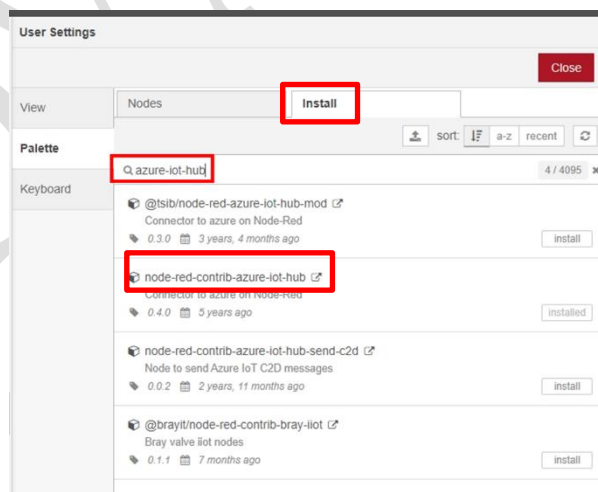 User Settings
Close
View
Palette
Keyboard
Nodes
Install
sort:
a-z
recent
azure-iot-hub
4 / 4095
@tsib/node-red-azure-iot-hub-mod
Connector to azure on Node-Red
0.3.0 3 years, 4 months ago
install
node-red-contrib-azure-iot-hub
Connector to azure on Node-Red
0.4.0 5 years ago
installed
node-red-contrib-azure-iot-hub-send-c2d
Node to send Azure IoT C2D messages
0.0.2 2 years, 11 months ago
install
@brayit/node-red-contrib-bray-iiot
Bray valve iiot nodes
0.1.1 7 months ago
install